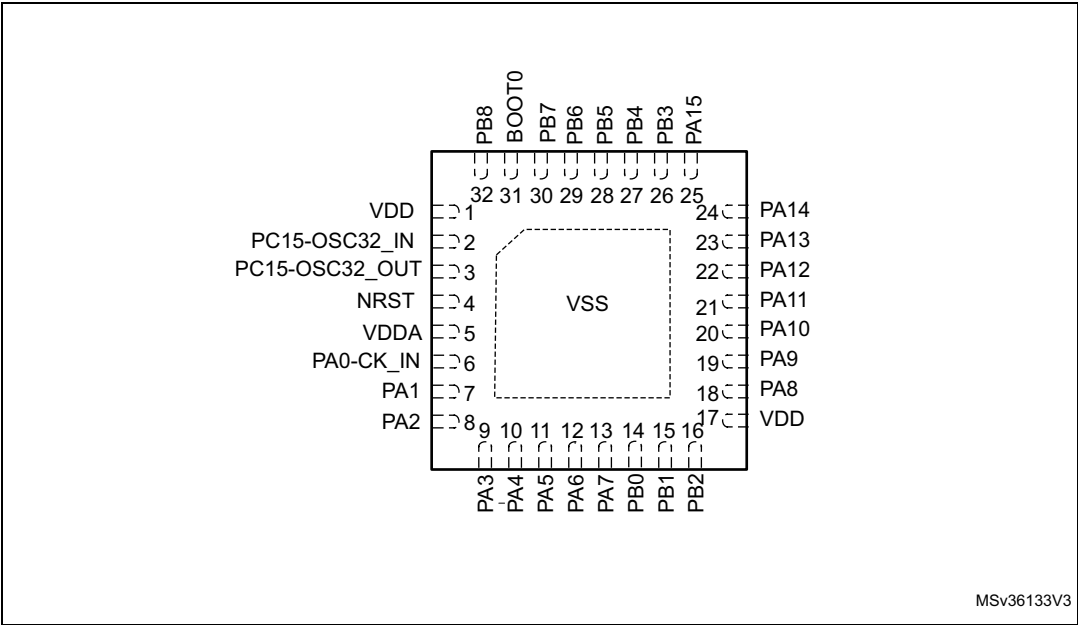 PB8
BOOT0
PB7
PB6
PB5
PB4
PB3
PA15
32 31 30 29 28 27 26 25
VDD 1
PC15-OSC32_IN 2
PC15-OSC32_OUT 3
NRST 4
VDDA 5
PA0-CK_IN 6
PA1 7
PA2 8
VSS
24 PA14
23 PA13
22 PA12
21 PA11
20 PA10
19 PA9
18 PA8
17 VDD
9 10 11 12 13 14 15 16
PA3
PA4
PA5
PA6
PA7
PB0
PB1
PB2
MSv36133V3